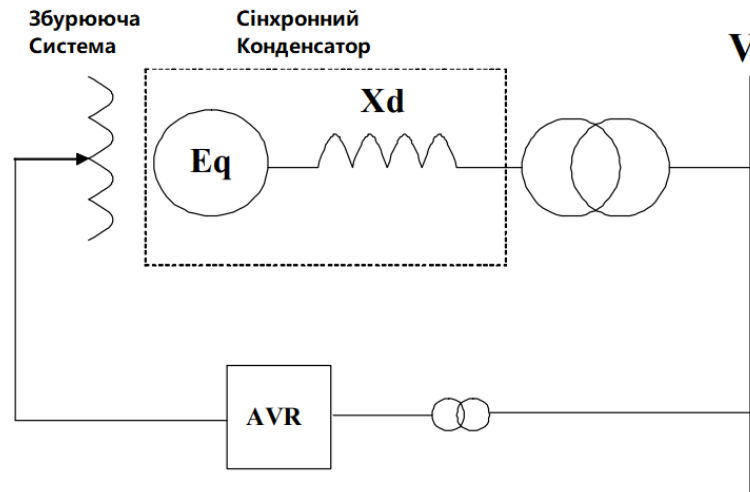 Збурююча
Система
Сінхронний
Конденсатор
V
Xd
Eq
AVR